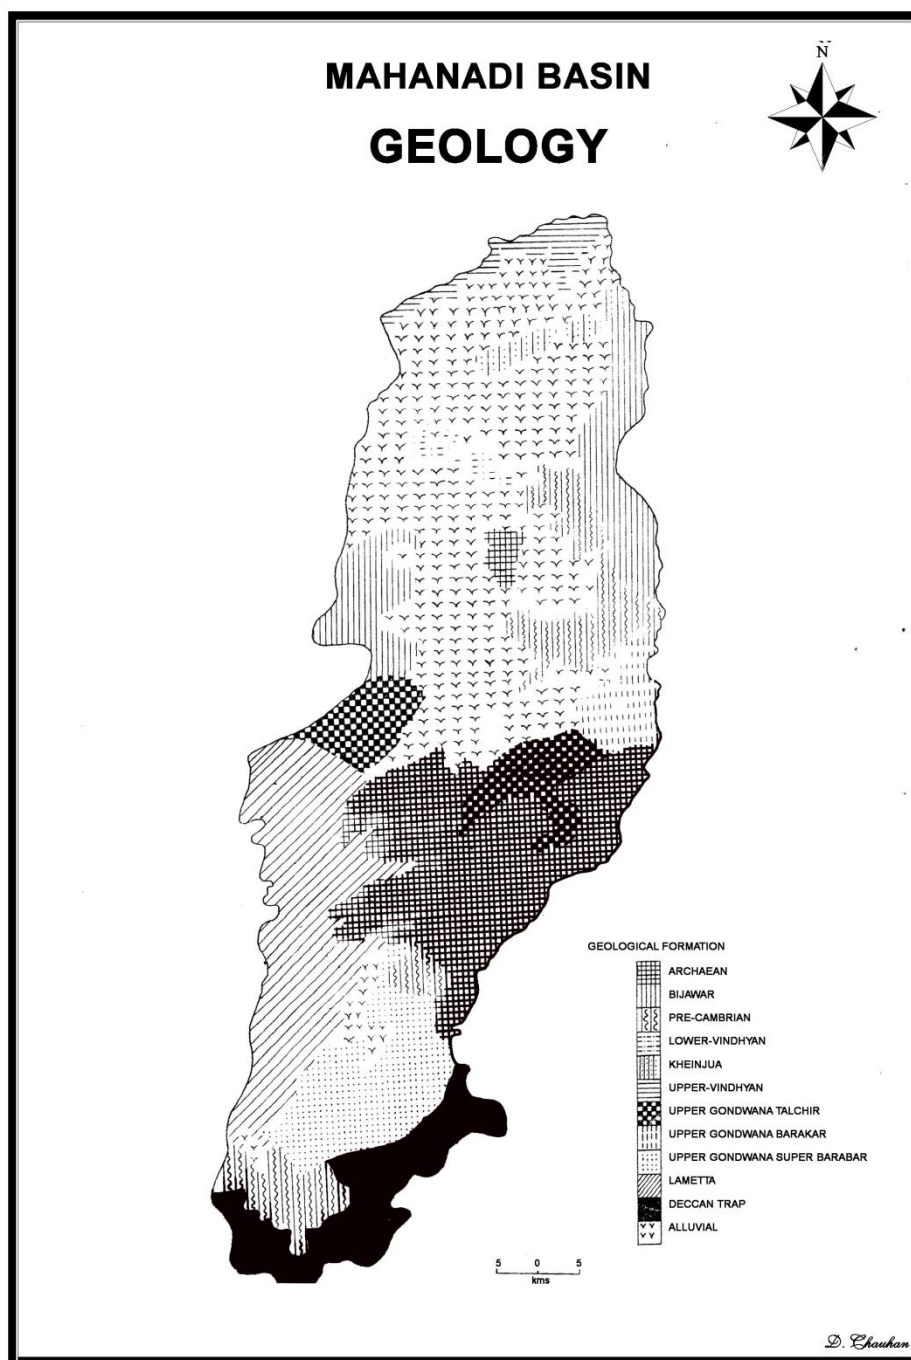 MAHANADI BASIN
GEOLOGY
N
GEOLOGICAL FORMATION
ARCHAEAN
BIJAWAR
PRE-CAMBRIAN
LOWER-VINDHYAN
KHEINJUA
UPPER-VINDHYAN
UPPER GONDWANA TALCHIR
UPPER GONDWANA BARAKAR
UPPER GONDWANA SUPER BARABAR
LAMETTA
DECCAN TRAP
ALLUVIAL
5 0 5
kms
D. Chauhan